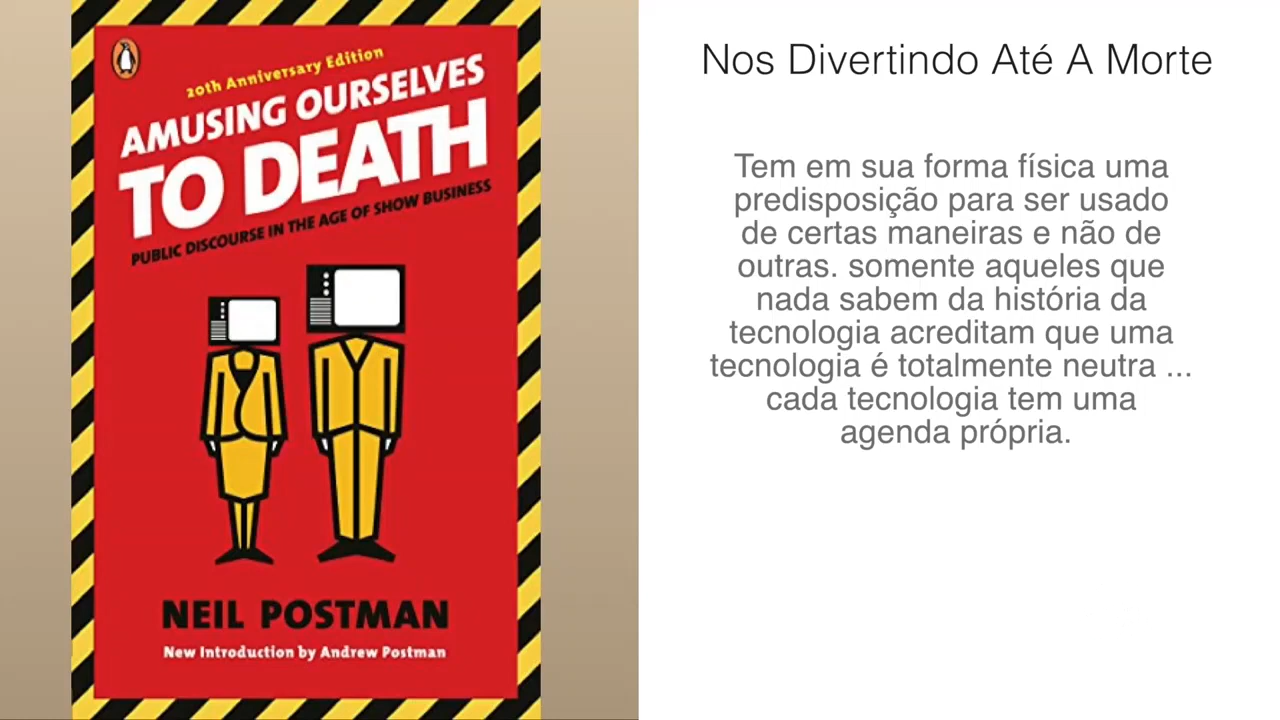 20th Anniversary Edition
AMUSING OURSELVES
TO DEATH
PUBLIC DISCOURSE IN THE AGE OF SHOW BUSINESS
NEIL POSTMAN
New Introduction by Andrew Postman
Nos Divertindo Até A Morte
Tem em sua forma física uma
predisposição para ser usado
de certas maneiras e não de
outras. somente aqueles que
nada sabem da história da
tecnologia acreditam que uma
tecnologia é totalmente neutra ...
cada tecnologia tem uma
agenda própria.